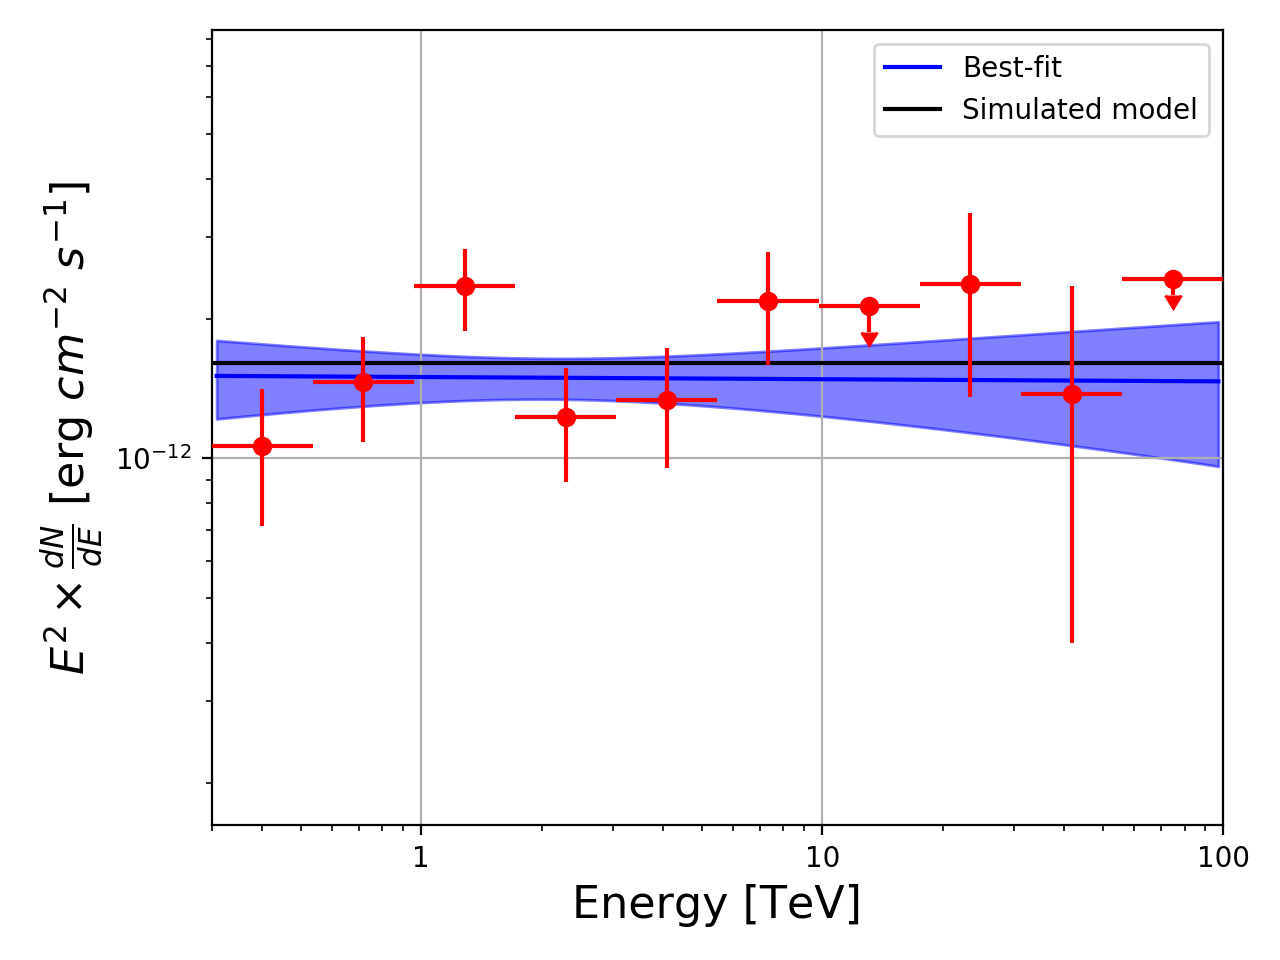 Best-fit
Simulated model
E² × dN/dE [erg cm⁻² s⁻¹]
10⁻¹²
1 10 100
Energy [TeV]